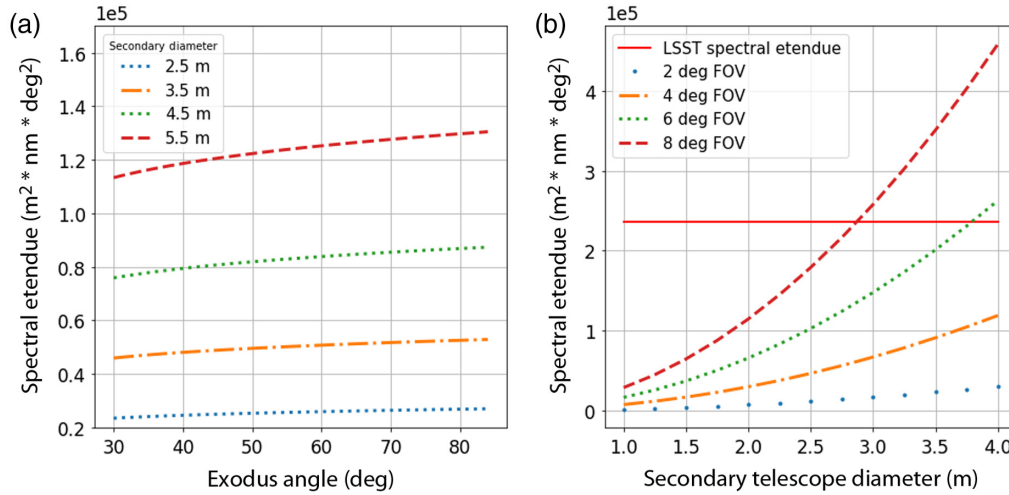 (a)
1e5
Spectral etendue (m² * nm * deg²)
1.6
1.4
1.2
1.0
0.8
0.6
0.4
0.2
Secondary diameter
2.5 m
3.5 m
4.5 m
5.5 m
30
40
50
60
70
80
Exodus angle (deg)
(b)
1e5
Spectral etendue (m² * nm * deg²)
4
3
2
1
0
LSST spectral etendue
2 deg FOV
4 deg FOV
6 deg FOV
8 deg FOV
1.0
1.5
2.0
2.5
3.0
3.5
4.0
Secondary telescope diameter (m)